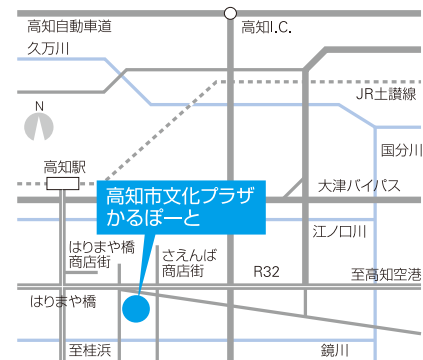 高知自動車道
高知I.C.
久万川
JR土讃線
N
国分川
高知駅
大津バイパス
高知市文化プラザ
かるぽーと
江ノ口川
はりまや橋
商店街
さえんば
商店街
R32
至高知空港
はりまや橋
至桂浜
鏡川